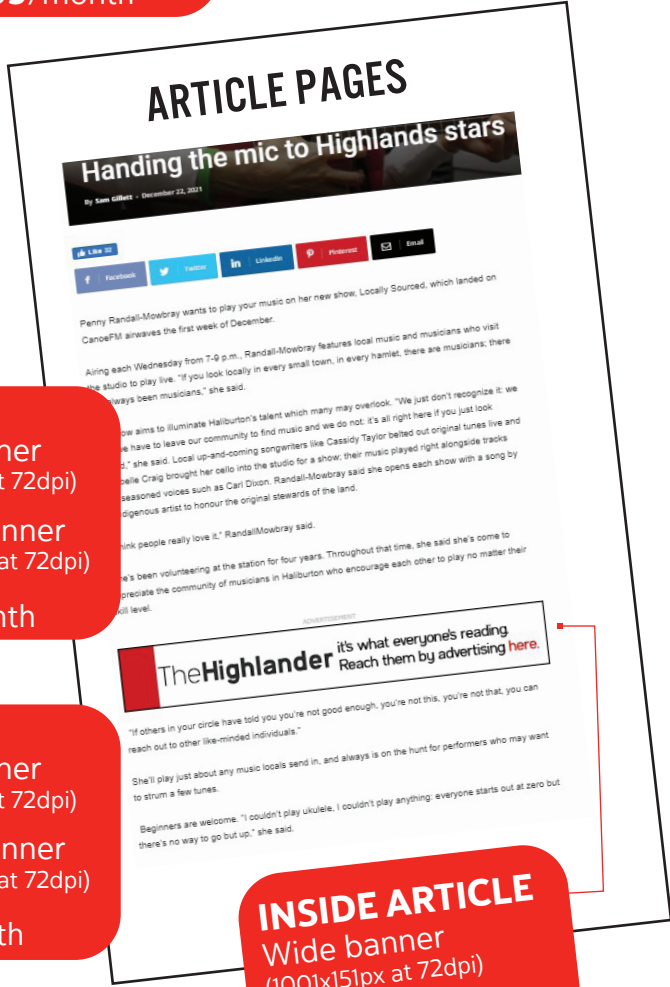 /month
ARTICLE PAGES
Handing the mic to Highlands stars
By Sam Gillett - December 22, 2021
Like 32
Facebook
Twitter
Linkedin
Pinterest
Email
Penny Randall-Mowbray wants to play your music on her new show, Locally Sourced, which landed on
CanoeFM airwaves the first week of December.
Airing each Wednesday from 7-9 p.m., Randall-Mowbray features local music and musicians who visit
the studio to play live. "If you look locally in every small town, in every hamlet, there are musicians; there
always been musicians," she said.
ow aims to illuminate Haliburton's talent which many may overlook. "We just don't recognize it: we
have to leave our community to find music and we do not: it's all right here if you just look
d," she said. Local up-and-coming songwriters like Cassidy Taylor belted out original tunes live and
belle Craig brought her cello into the studio for a show: their music played right alongside tracks
seasoned voices such as Carl Dixon. Randall-Mowbray said she opens each show with a song by
digenous artist to honour the original stewards of the land.
hink people really love it," RandallMowbray said.
e's been volunteering at the station for four years. Throughout that time, she said she's come to
preciate the community of musicians in Haliburton who encourage each other to play no matter their
ill level.
ADVERTISEMENT
TheHighlander it's what everyone's reading.
Reach them by advertising here.
"If others in your circle have told you you're not good enough, you're not this, you're not that, you can
reach out to other like-minded individuals."
She'll play just about any music locals send in, and always is on the hunt for performers who may want
to strum a few tunes.
Beginners are welcome. "I couldn't play ukulele, I couldn't play anything: everyone starts out at zero but
there's no way to go but up," she said.
ner
t 72dpi)
nner
at 72dpi)
nth
ner
t 72dpi)
nner
at 72dpi)
th
INSIDE ARTICLE
Wide banner
(1001x151px at 72dpi)